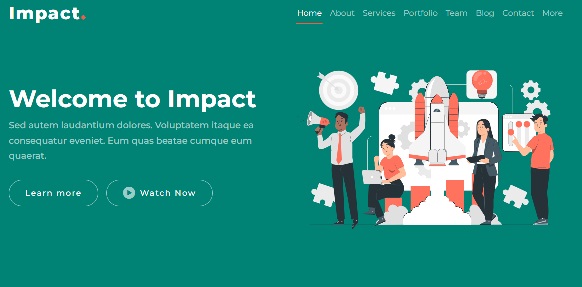 Impact.
Home About Services Portfolio Team Blog Contact More
Welcome to Impact
Sed autem laudantium dolores. Voluptatem itaque ea
consequatur eveniet. Eum quas beatae cumque eum
quaerat.
Learn more Watch Now